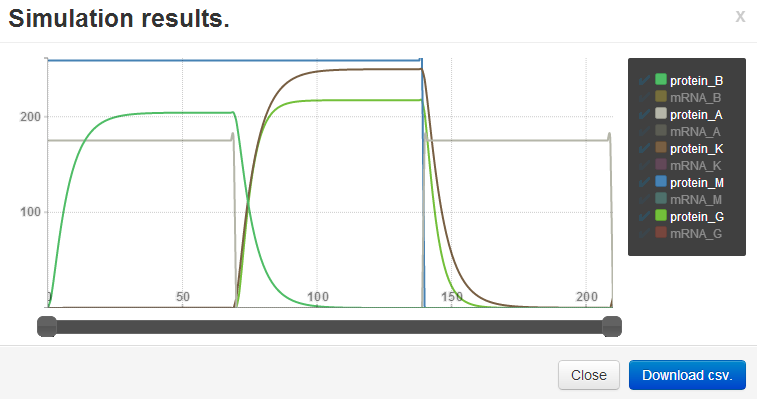 Simulation results.
x
200
100
0
50
100
150
200
protein_B
mRNA_B
protein_A
mRNA_A
protein_K
mRNA_K
protein_M
mRNA_M
protein_G
mRNA_G
Close
Download csv.